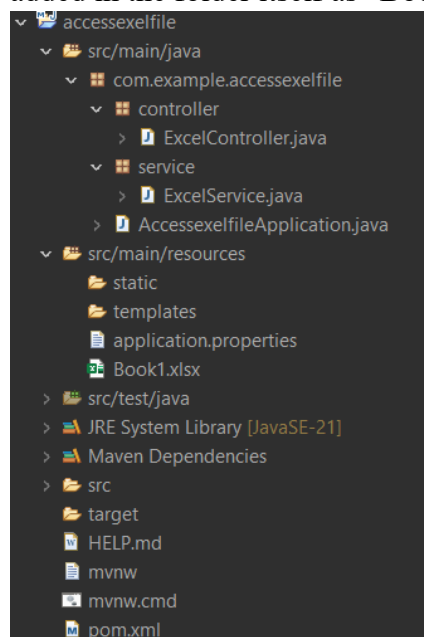 accessexelfile
src/main/java
com.example.accessexelfile
controller
ExcelController.java
service
ExcelService.java
AccessexelfileApplication.java
src/main/resources
static
templates
application.properties
Book1.xlsx
src/test/java
JRE System Library [JavaSE-21]
Maven Dependencies
src
target
HELP.md
mvnw
mvnw.cmd
pom.xml